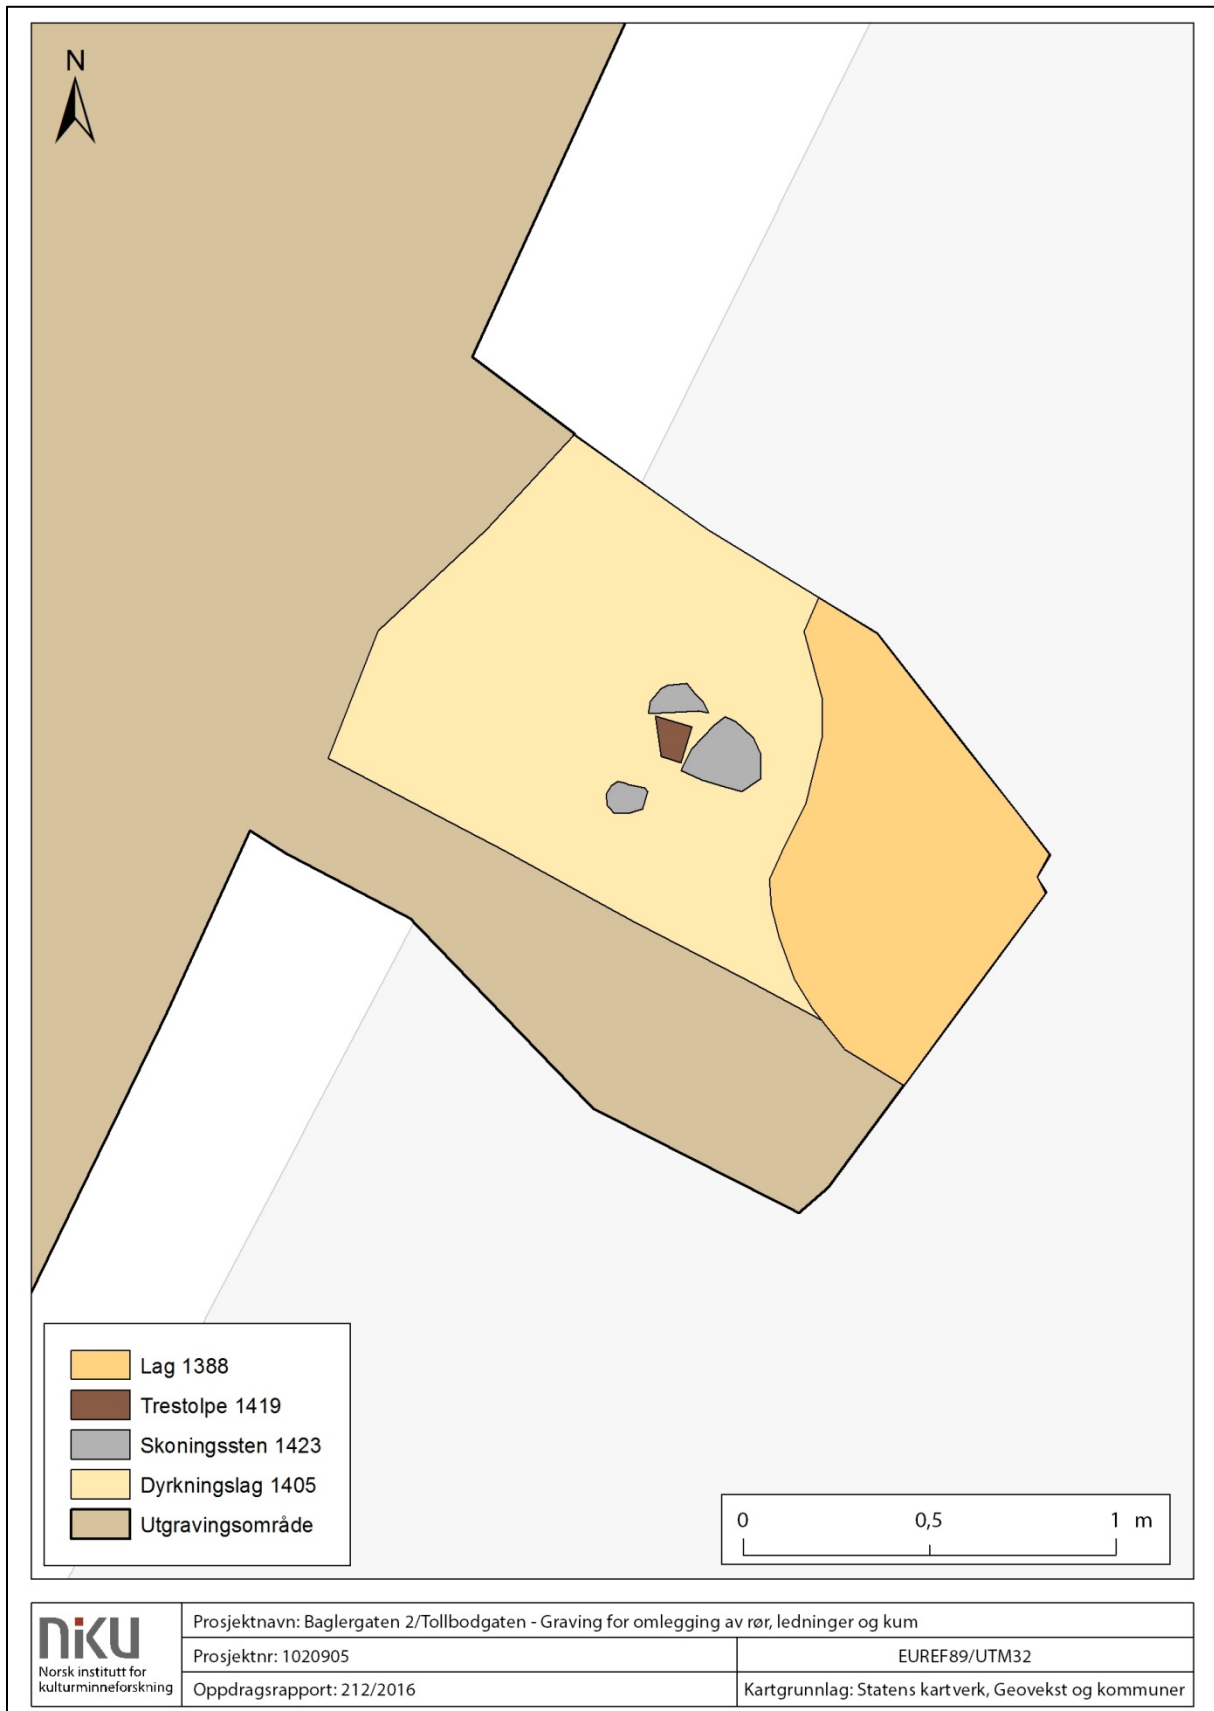 N
Lag 1388
Trestolpe 1419
Skoningssten 1423
Dyrkningslag 1405
Utgravingsområde
0 0,5 1 m
niku
Norsk institutt for
kulturminneforskning
Prosjektnavn: Baglergaten 2/Tollbodgaten - Graving for omlegging av rør, ledninger og kum
Prosjektnr: 1020905
EUREF89/UTM32
Oppdragsrapport: 212/2016
Kartgrunnlag: Statens kartverk, Geovekst og kommuner